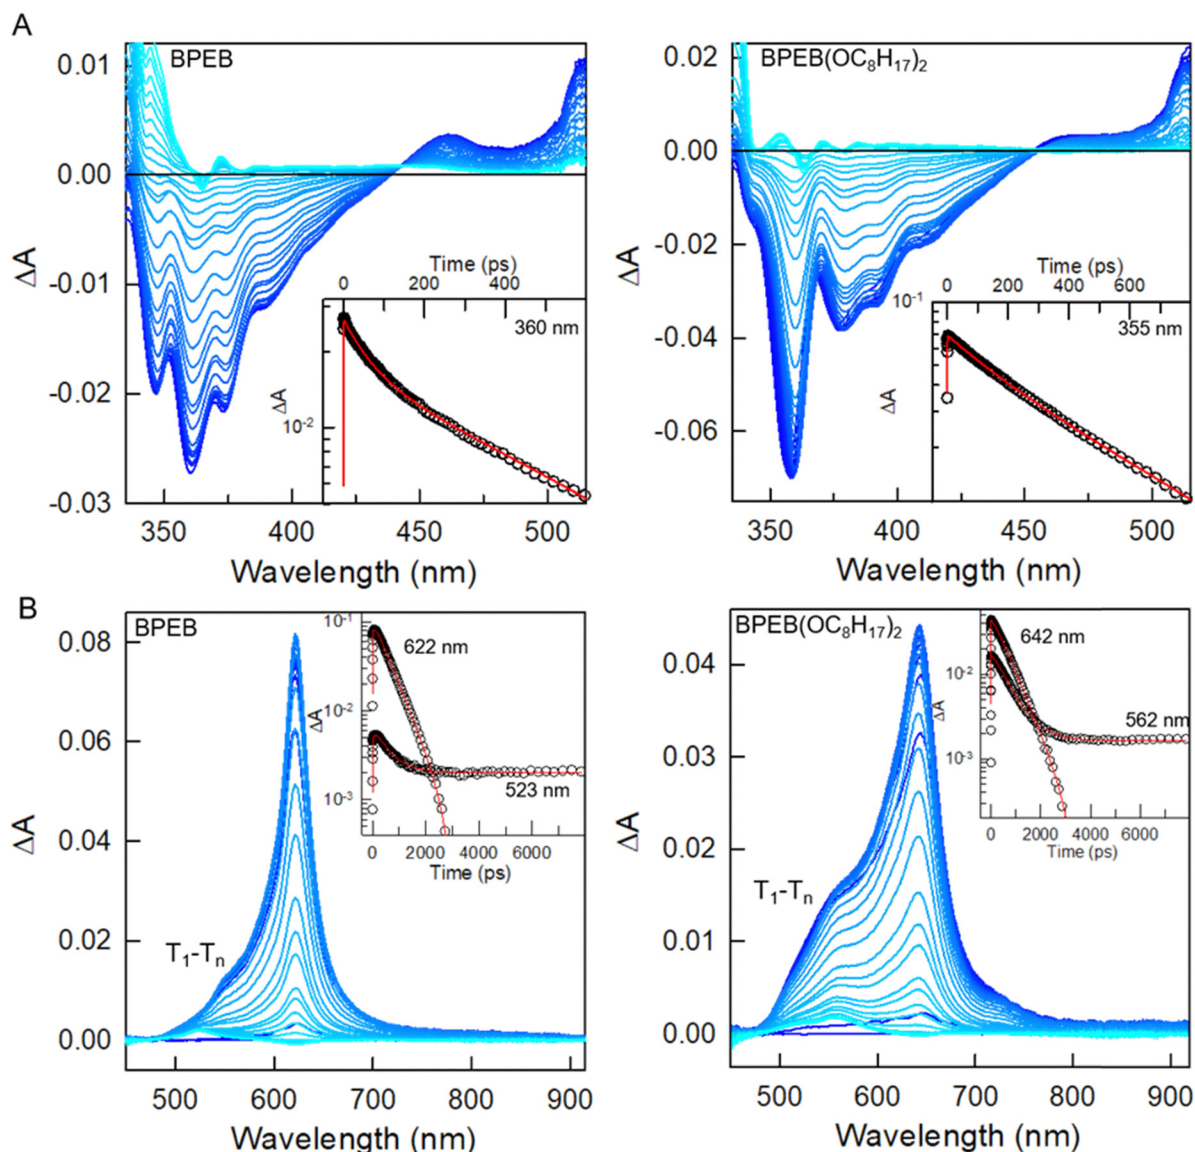 A
BPEB
0.01
0.00
-0.01
-0.02
-0.03
ΔA
350 400 450 500
Wavelength (nm)
Time (ps)
0 200 400
360 nm
ΔA
10⁻²
BPEB(OC₈H₁₇)₂
0.02
0.00
-0.02
-0.04
-0.06
ΔA
350 400 450 500
Wavelength (nm)
Time (ps)
0 200 400 600
10⁻¹
355 nm
ΔA
B
BPEB
0.08
0.06
0.04
0.02
0.00
ΔA
T₁-Tₙ
500 600 700 800 900
Wavelength (nm)
10⁻¹
10⁻²
10⁻³
ΔA
622 nm
523 nm
0 2000 4000 6000
Time (ps)
BPEB(OC₈H₁₇)₂
0.04
0.03
0.02
0.01
0.00
ΔA
T₁-Tₙ
500 600 700 800 900
Wavelength (nm)
10⁻²
10⁻³
ΔA
642 nm
562 nm
0 2000 4000 6000
Time (ps)